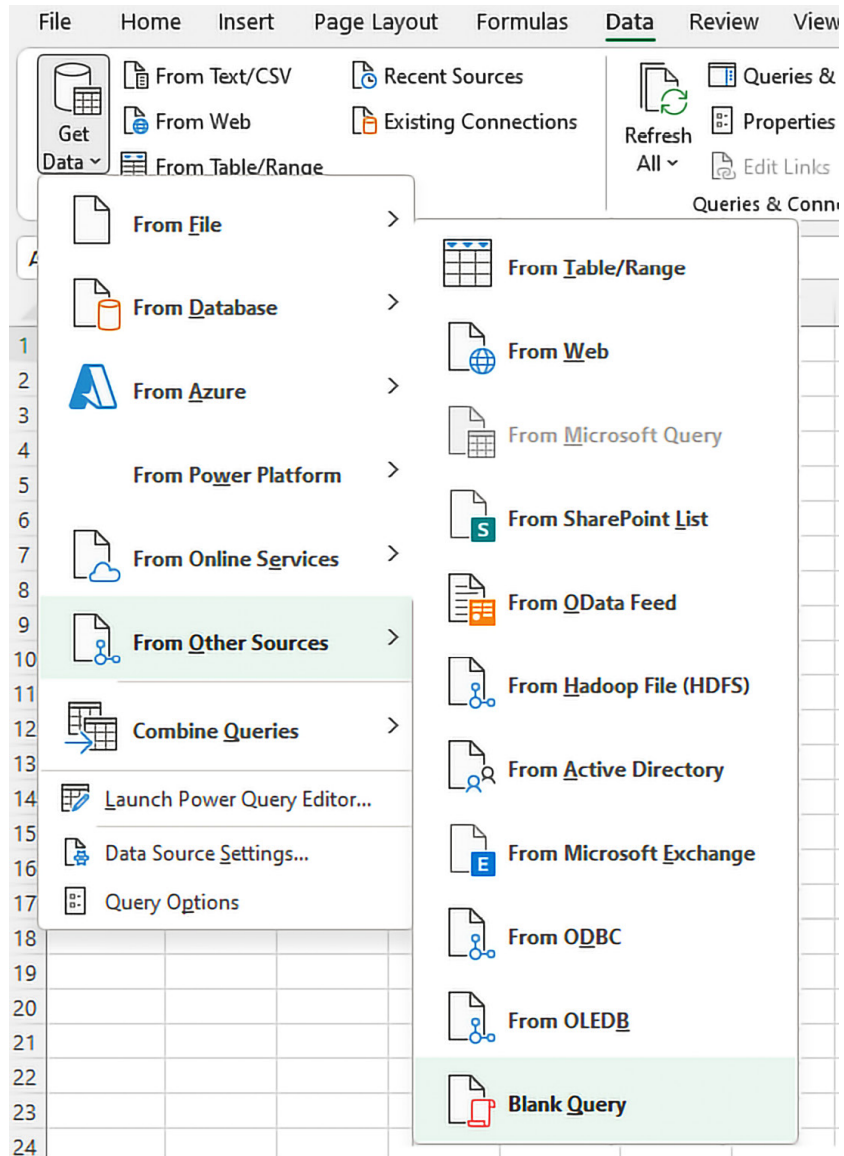 File Home Insert Page Layout Formulas Data Review View
From Text/CSV Recent Sources Queries &
Get Data From Web Existing Connections Refresh All Properties
From Table/Range Edit Links
Queries & Conn
From File
From Database
From Azure
From Power Platform
From Online Services
From Other Sources
Combine Queries
Launch Power Query Editor...
Data Source Settings...
Query Options
From Table/Range
From Web
From Microsoft Query
From SharePoint List
S
From OData Feed
From Hadoop File (HDFS)
From Active Directory
From Microsoft Exchange
E
From ODBC
From OLEDB
Blank Query
1
2
3
4
5
6
7
8
9
10
11
12
13
14
15
16
17
18
19
20
21
22
23
24